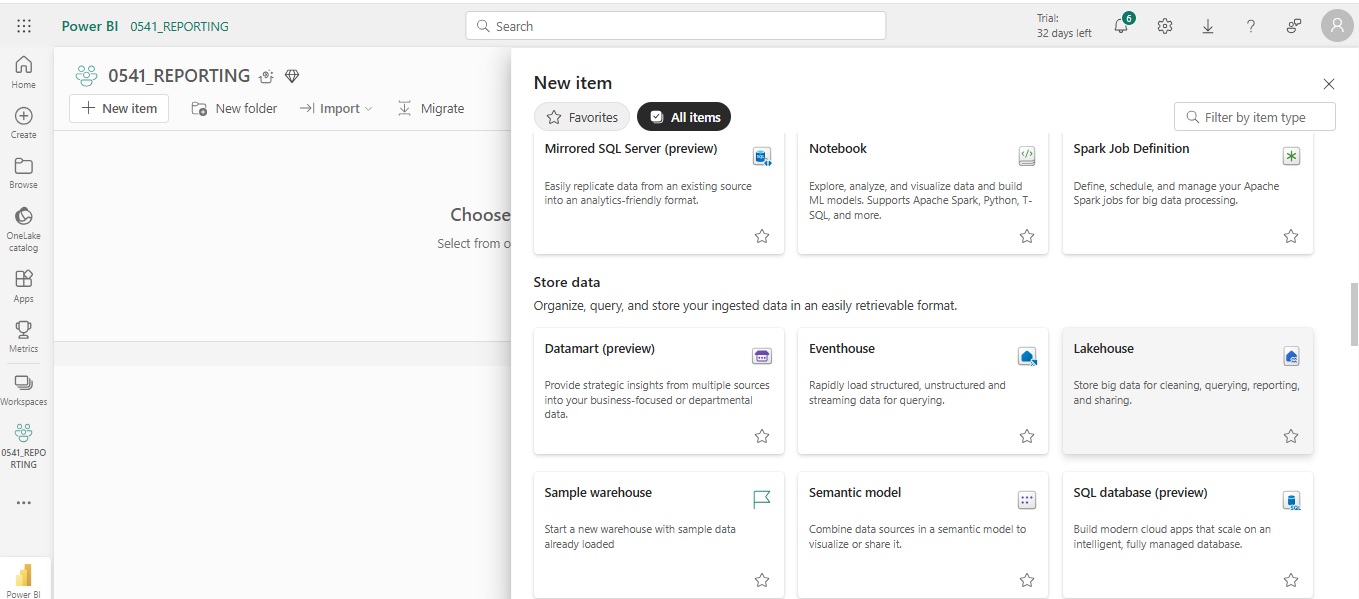 Power BI 0541_REPORTING
Search
Trial:
32 days left
6
Home
Create
Browse
OneLake
catalog
Apps
Metrics
Workspaces
0541_REPO
RTING
Power BI
0541_REPORTING
New item
New folder
Import
Migrate
Choose
Select from o
New item
Favorites
All items
Filter by item type
Mirrored SQL Server (preview)
Easily replicate data from an existing source
into an analytics-friendly format.
Notebook
Explore, analyze, and visualize data and build
ML models. Supports Apache Spark, Python, T-
SQL, and more.
Spark Job Definition
Define, schedule, and manage your Apache
Spark jobs for big data processing.
Store data
Organize, query, and store your ingested data in an easily retrievable format.
Datamart (preview)
Provide strategic insights from multiple sources
into your business-focused or departmental
data.
Eventhouse
Rapidly load structured, unstructured and
streaming data for querying.
Lakehouse
Store big data for cleaning, querying, reporting,
and sharing.
Sample warehouse
Start a new warehouse with sample data
already loaded
Semantic model
Combine data sources in a semantic model to
visualize or share it.
SQL database (preview)
Build modern cloud apps that scale on an
intelligent, fully managed database.